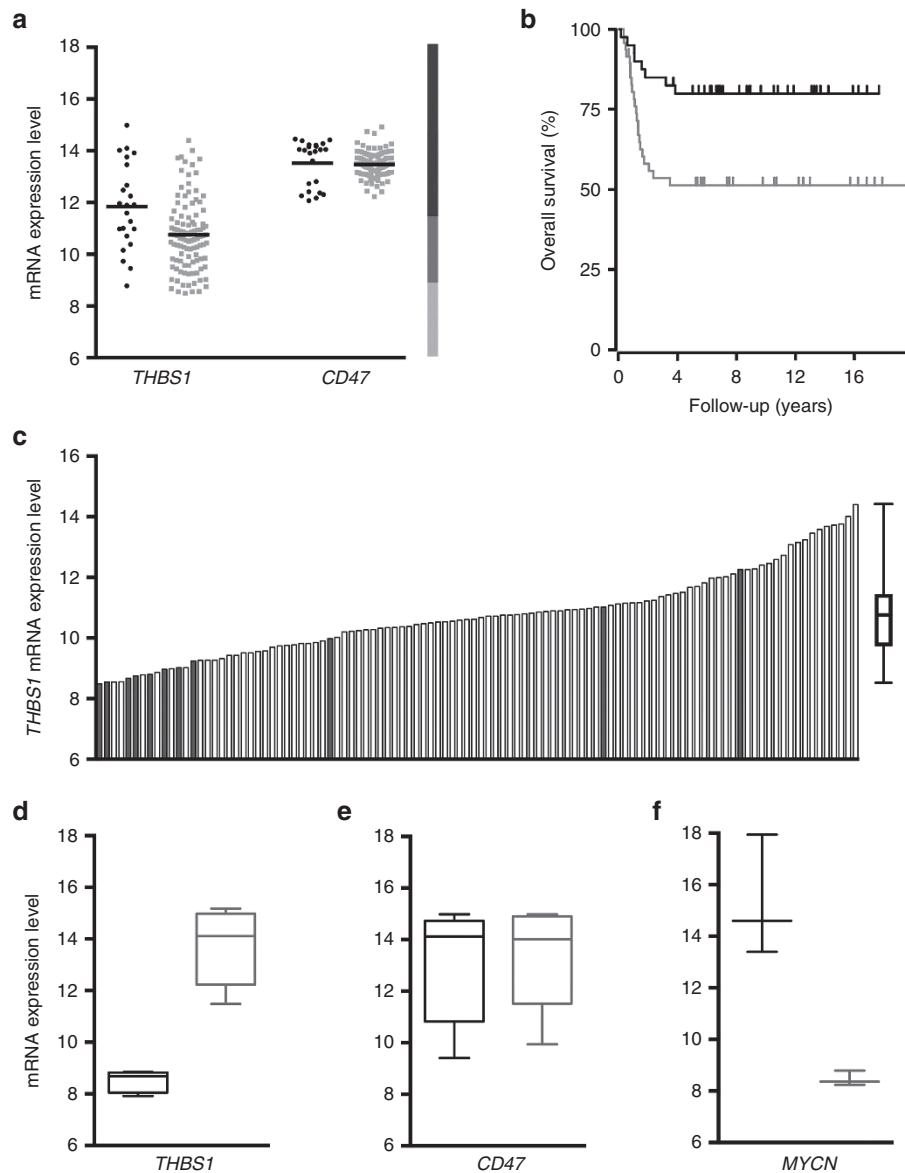 a
18
16
14
12
10
8
6
mRNA expression level
THBS1
CD47
b
100
75
50
25
0
Overall survival (%)
0 4 8 12 16
Follow-up (years)
c
16
14
12
10
8
6
THBS1 mRNA expression level
d
18
16
14
12
10
8
6
mRNA expression level
THBS1
e
18
16
14
12
10
8
6
CD47
f
18
16
14
12
10
8
6
MYCN